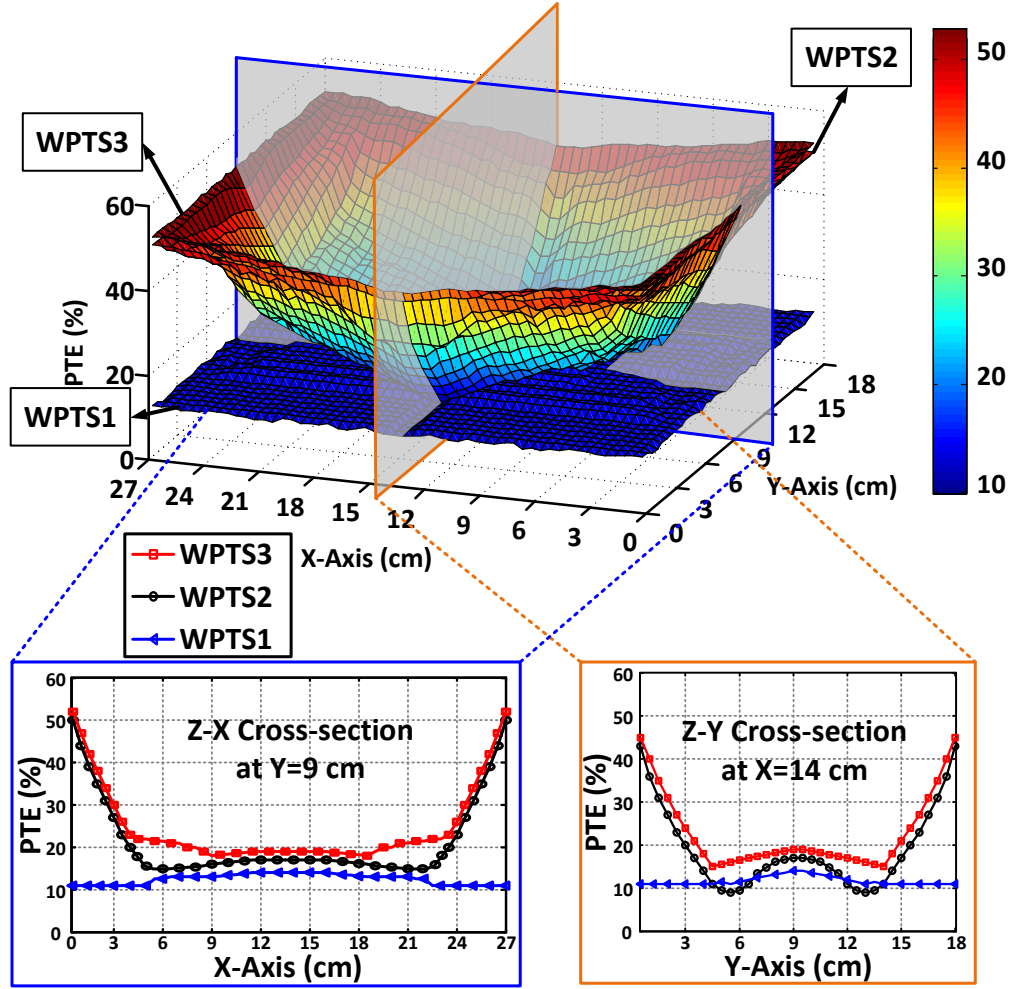 WPTS2
WPTS3
WPTS1
50
40
30
20
10
60
40
20
0
PTE (%)
27 24 21 18 15 12 9 6 3 0
X-Axis (cm)
0 3 6 9 12 15 18
Y-Axis (cm)
WPTS3
WPTS2
WPTS1
Z-X Cross-section
at Y=9 cm
PTE (%)
60
50
40
30
20
10
0
0 3 6 9 12 15 18 21 24 27
X-Axis (cm)
Z-Y Cross-section
at X=14 cm
PTE (%)
60
50
40
30
20
10
0
3 6 9 12 15 18
Y-Axis (cm)